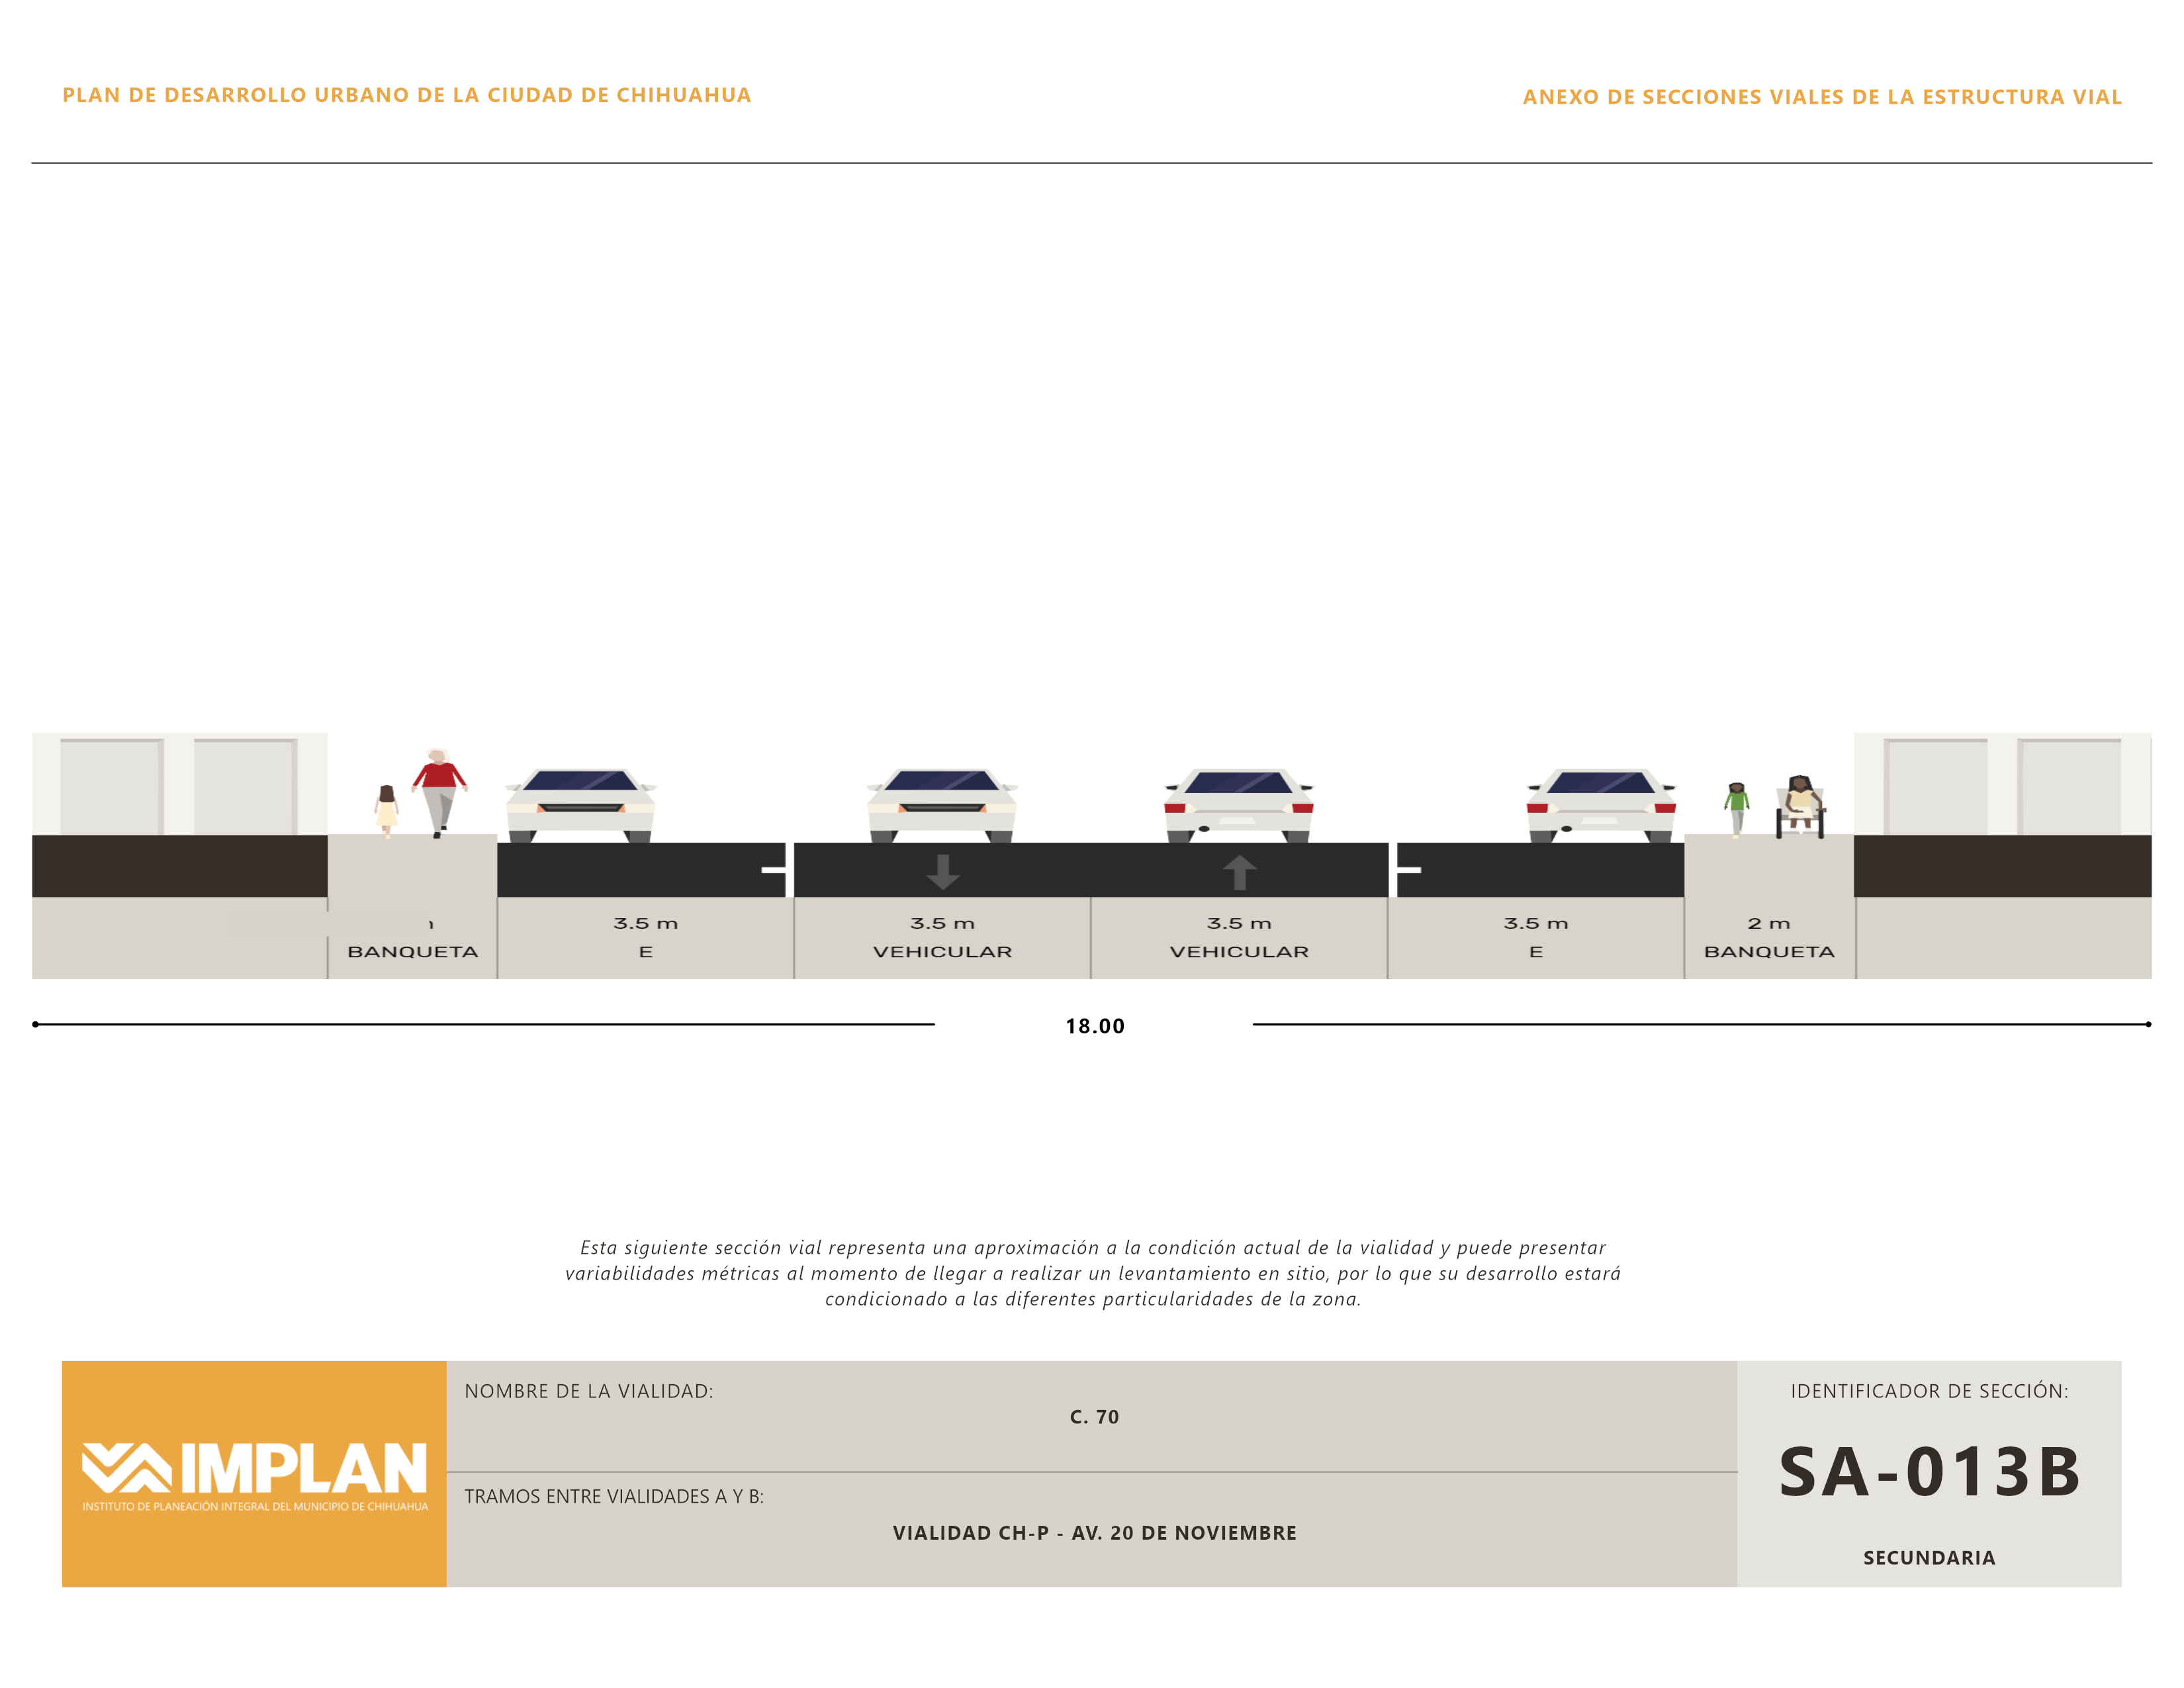 PLAN DE DESARROLLO URBANO DE LA CIUDAD DE CHIHUAHUA
ANEXO DE SECCIONES VIALES DE LA ESTRUCTURA VIAL
3.5 m 3.5 m 3.5 m 3.5 m 2 m
BANQUETA E VEHICULAR VEHICULAR E BANQUETA
18.00
Esta siguiente sección vial representa una aproximación a la condición actual de la vialidad y puede presentar
variabilidades métricas al momento de llegar a realizar un levantamiento en sitio, por lo que su desarrollo estará
condicionado a las diferentes particularidades de la zona.
IMPLAN
INSTITUTO DE PLANEACIÓN INTEGRAL DEL MUNICIPIO DE CHIHUAHUA
NOMBRE DE LA VIALIDAD:
C. 70
TRAMOS ENTRE VIALIDADES A Y B:
VIALIDAD CH-P - AV. 20 DE NOVIEMBRE
IDENTIFICADOR DE SECCIÓN:
SA-013B
SECUNDARIA